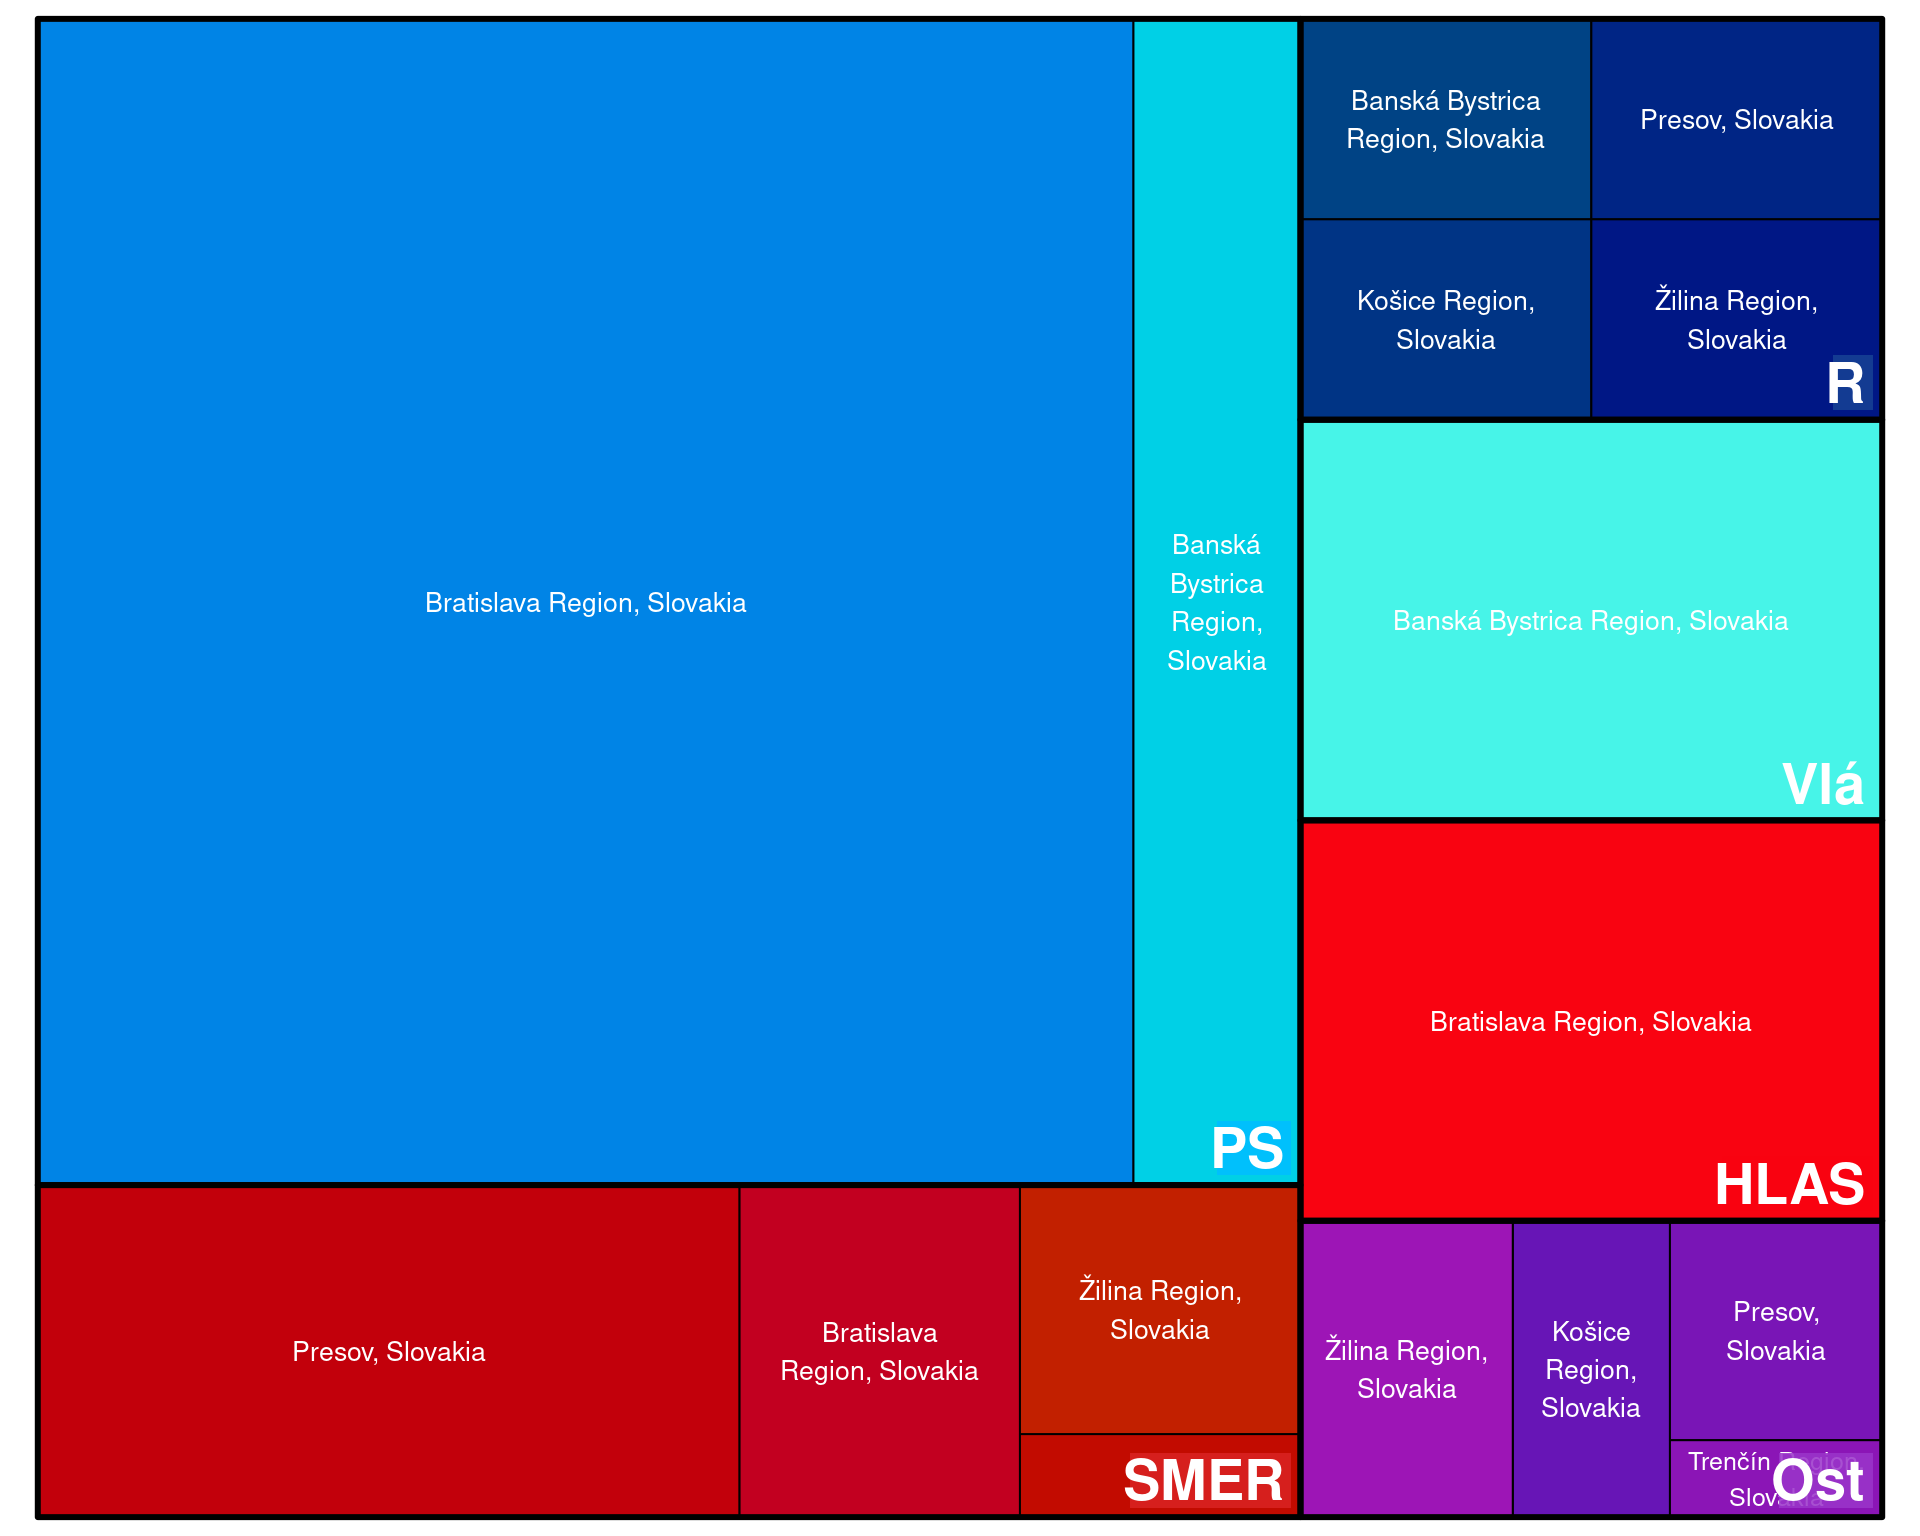 Bratislava Region, Slovakia
Banská
Bystrica
Region,
Slovakia
PS
Presov, Slovakia
Bratislava
Region, Slovakia
Žilina Region,
Slovakia
SMER
Banská Bystrica
Region, Slovakia
Presov, Slovakia
Košice Region,
Slovakia
Žilina Region,
Slovakia
R
Banská Bystrica Region, Slovakia
Vlá
Bratislava Region, Slovakia
HLAS
Žilina Region,
Slovakia
Košice
Region,
Slovakia
Presov,
Slovakia
Trenčín Region,
Slovakia
Ost